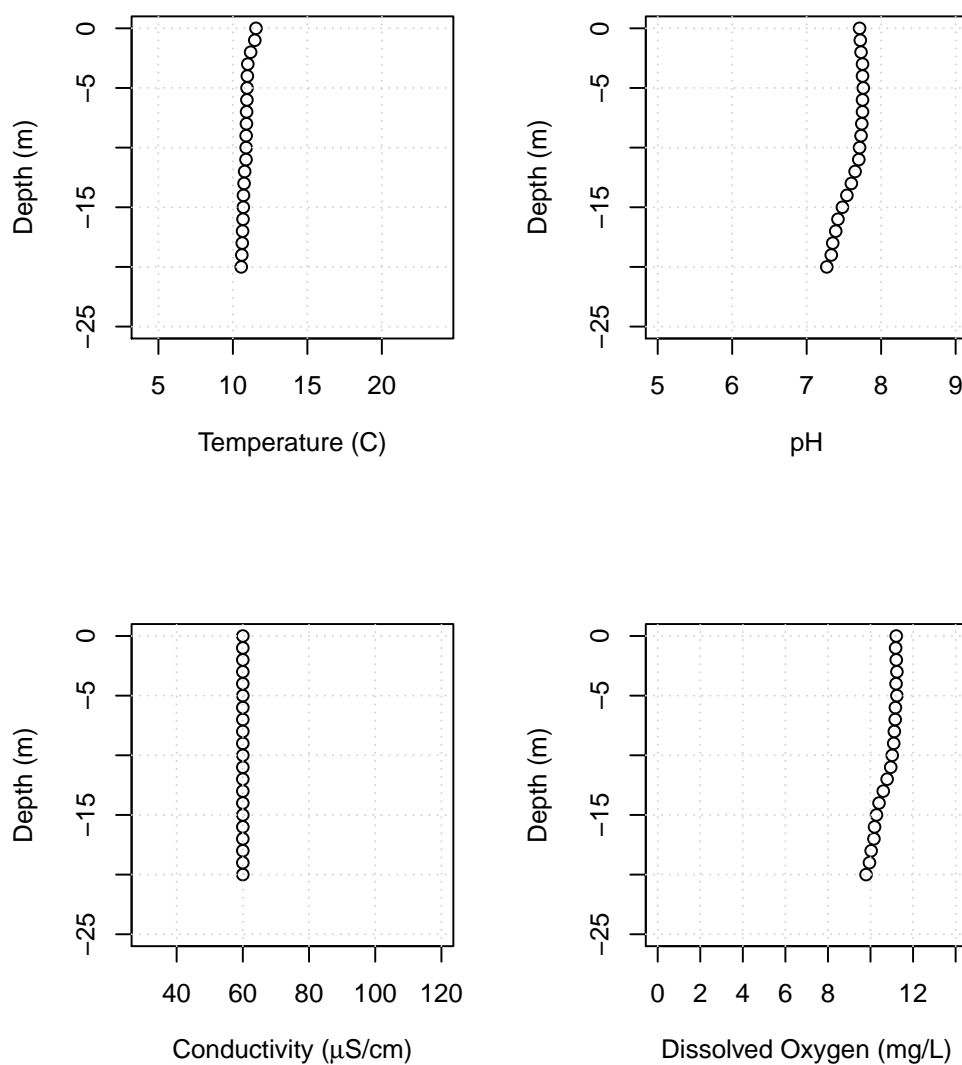 Depth (m)
0
−5
−15
−25
5 10 15 20
Temperature (C)
Depth (m)
0
−5
−15
−25
5 6 7 8 9
pH
Depth (m)
0
−5
−15
−25
40 60 80 100 120
Conductivity (μS/cm)
Depth (m)
0
−5
−15
−25
0 2 4 6 8 12
Dissolved Oxygen (mg/L)